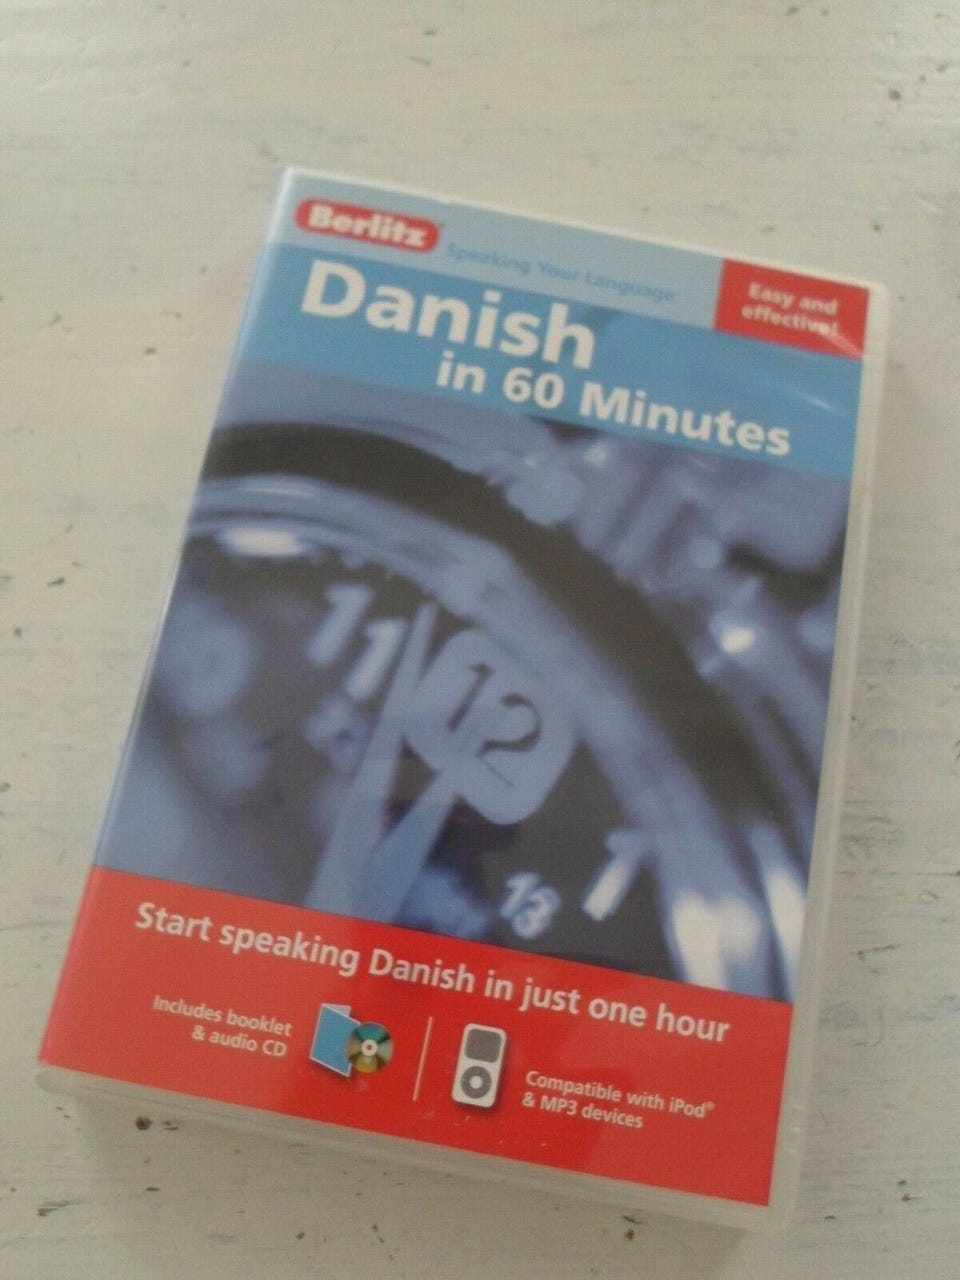 Berlitz
Speaking Your Language
Easy and
effective!
Danish
in 60 Minutes
11
12
13
1
Start speaking Danish in just one hour
Includes booklet
& audio CD
Compatible with iPod®
& MP3 devices